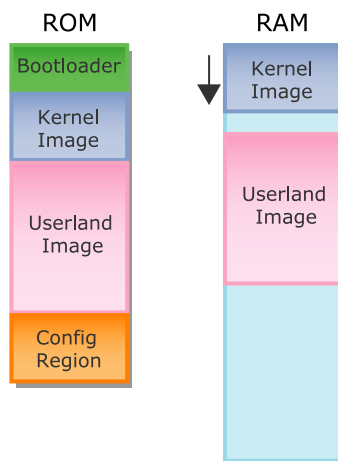 ROM
Bootloader
Kernel
Image
Userland
Image
Config
Region
RAM
Kernel
Image
Userland
Image